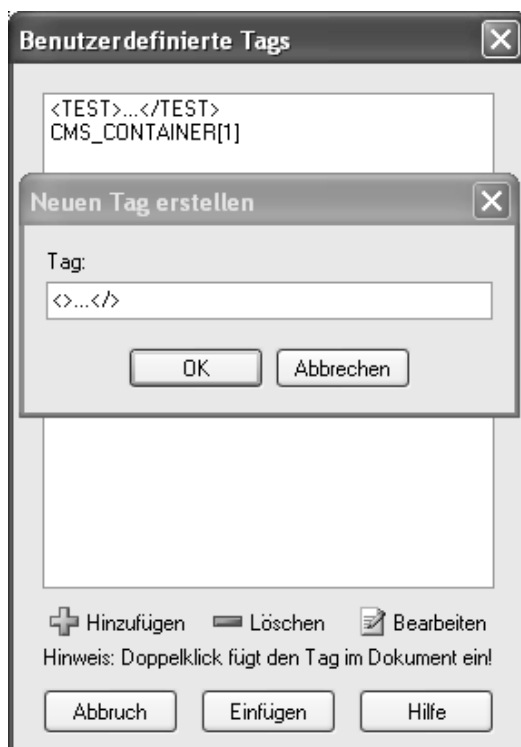 Benutzerdefinierte Tags
<TEST>...</TEST>
CMS_CONTAINER[1]
Neuen Tag erstellen
Tag:
<>...</>
OK Abbrechen
Hinzufügen Löschen Bearbeiten
Hinweis: Doppelklick fügt den Tag im Dokument ein!
Abbruch Einfügen Hilfe